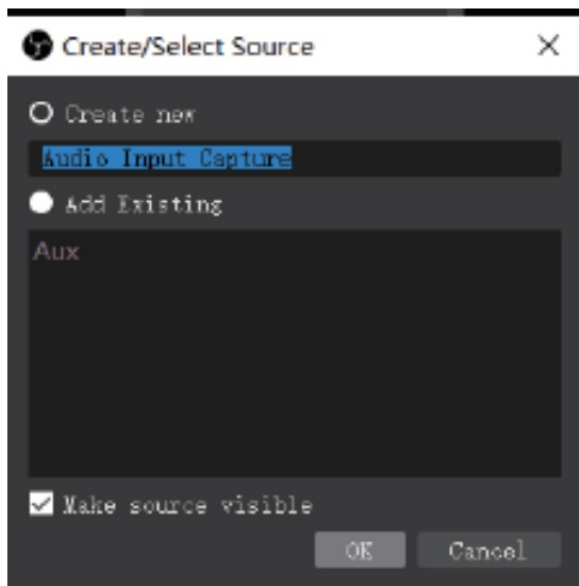 Create/Select Source
Create new
Audio Input Capture
Add Existing
Aux
Make source visible
OK
Cancel